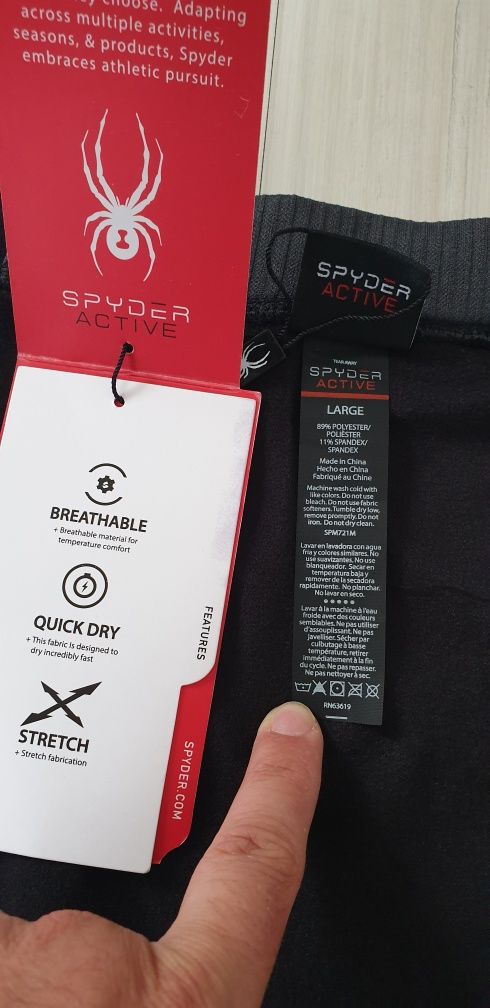 choose. Adapting
across multiple activities,
seasons, & products, Spyder
embraces athletic pursuit.
SPYDER
ACTIVE
BREATHABLE
+ Breathable material for
temperature comfort
QUICK DRY
+ This fabric is designed to
dry incredibly fast
STRETCH
+ Stretch fabrication
FEATURES
SPYDER.COM
SPYDER
ACTIVE
TEAR AWAY
SPYDER
ACTIVE
LARGE
89% POLYESTER/
POLIÉSTER
11% SPANDEX/
SPANDEX
Made in China
Hecho en China
Fabriqué au Chine
Machine wash cold with
like colors. Do not use
bleach. Do not use fabric
softeners. Tumble dry low,
remove promptly. Do not
iron. Do not dry clean.
SPM721M
Lavar en lavadora con agua
fria y colores similares. No
use suavizantes. No use
blanqueador. Secar en
temperatura baja y
remover de la secadora
rapidamente. No planchar.
No lavar en seco.
Lavar à la machine à l'eau
froide avec des couleurs
semblables. Ne pas utiliser
d'assouplissant. Ne pas
javelliser. Sécher par
culbutage à basse
température, retirer
immédiatement à la fin
du cycle. Ne pas repasser.
Ne pas nettoyer à sec.
RN63619